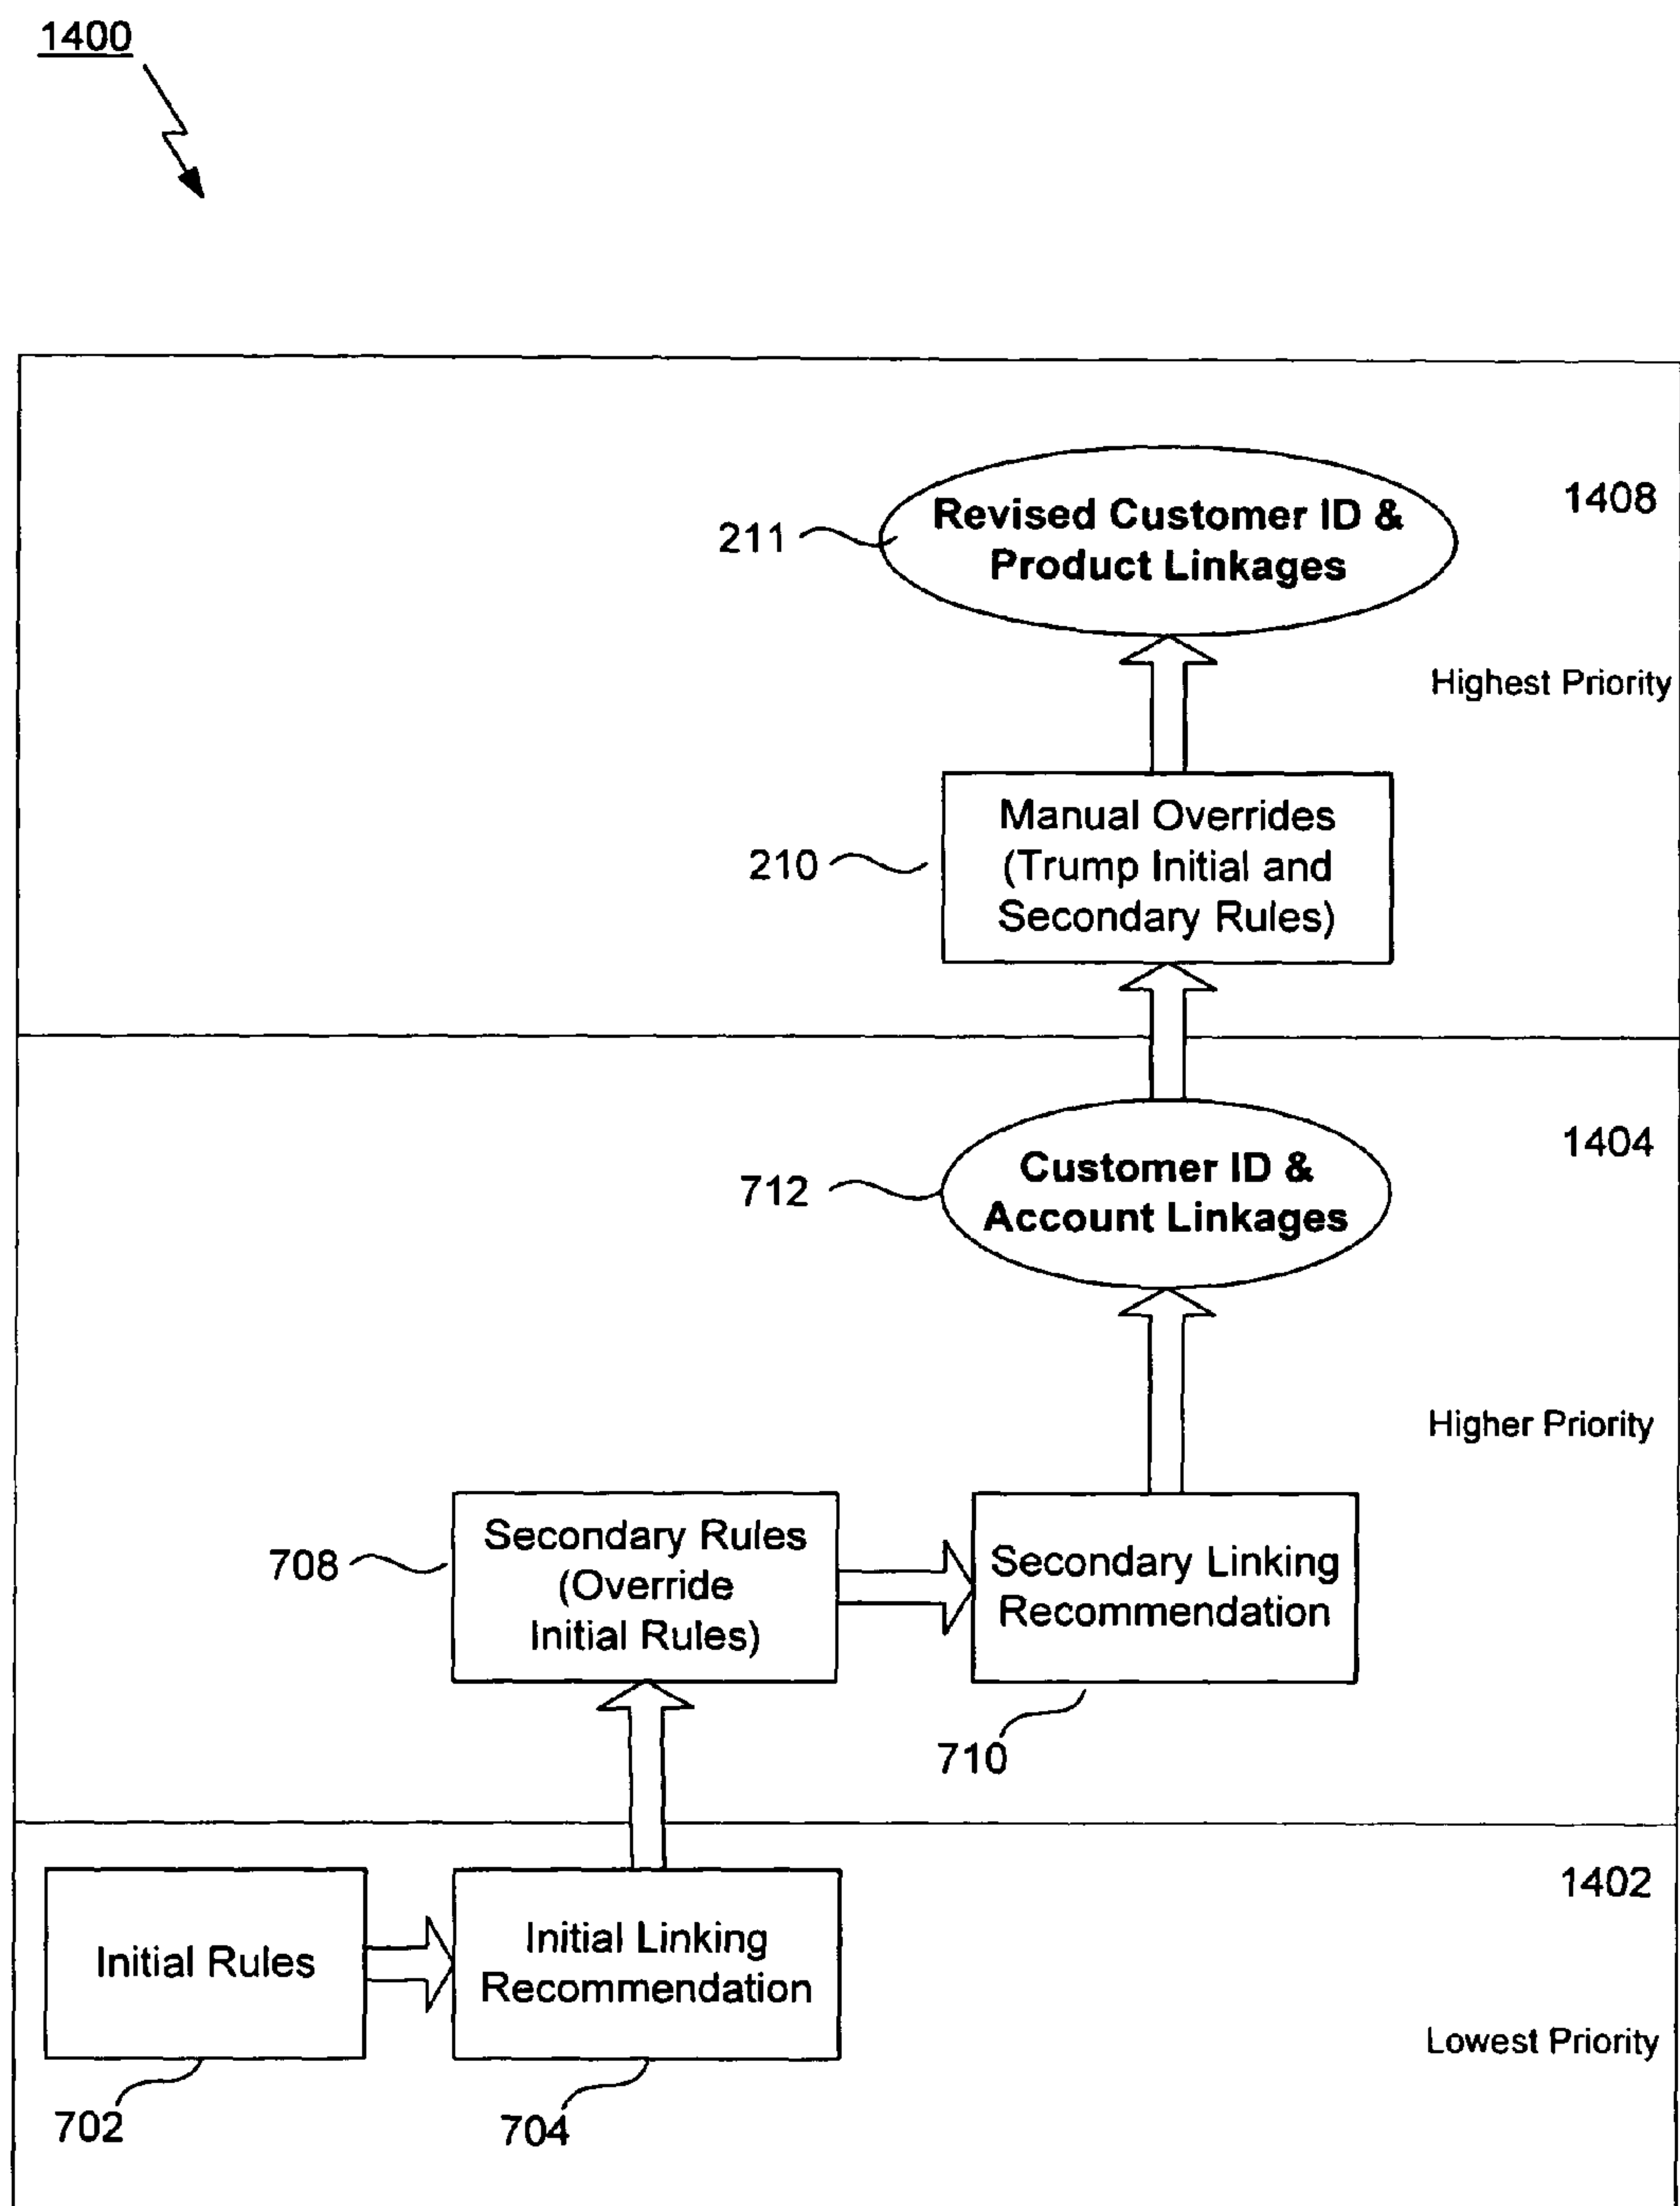 1400
1408
Revised Customer ID &
Product Linkages
211
Highest Priority
Manual Overrides
(Trump Initial and
Secondary Rules)
210
1404
Customer ID &
Account Linkages
712
Higher Priority
Secondary Rules
(Override
Initial Rules)
708
Secondary Linking
Recommendation
710
1402
Initial Rules
Initial Linking
Recommendation
Lowest Priority
702
704